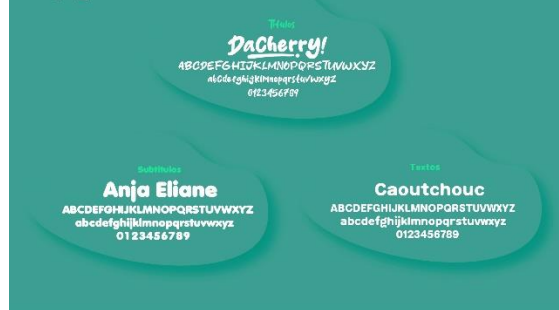 Títulos
DaCherry!
ABCDEFGHIJKLMNOPQRSTUVWXYZ
abcdefghijklmnopqrstuvwxyz
0123456789
Subtítulos
Anja Eliane
ABCDEFGHIJKLMNOPQRSTUVWXYZ
abcdefghijklmnopqrstuvwxyz
0123456789
Textos
Caoutchouc
ABCDEFGHIJKLMNOPQRSTUVWXYZ
abcdefghijklmnopqrstuvwxyz
0123456789